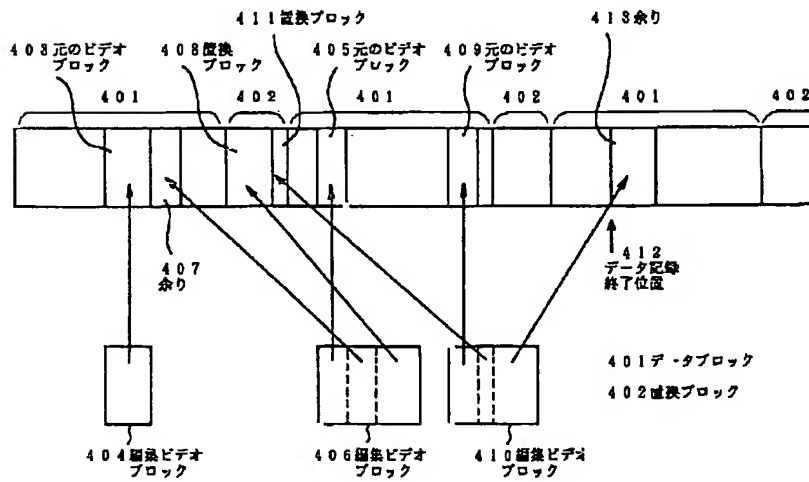 411置換ブロック
413余り
403元のビデオ
ブロック
408置換
ブロック
405元のビデオ
ブロック
409元のビデオ
ブロック
401
402
401
402
401
402
407
余り
412
データ記録
終了位置
401データブロック
402置換ブロック
404編集ビデオ
ブロック
406編集ビデオ
ブロック
410編集ビデオ
ブロック